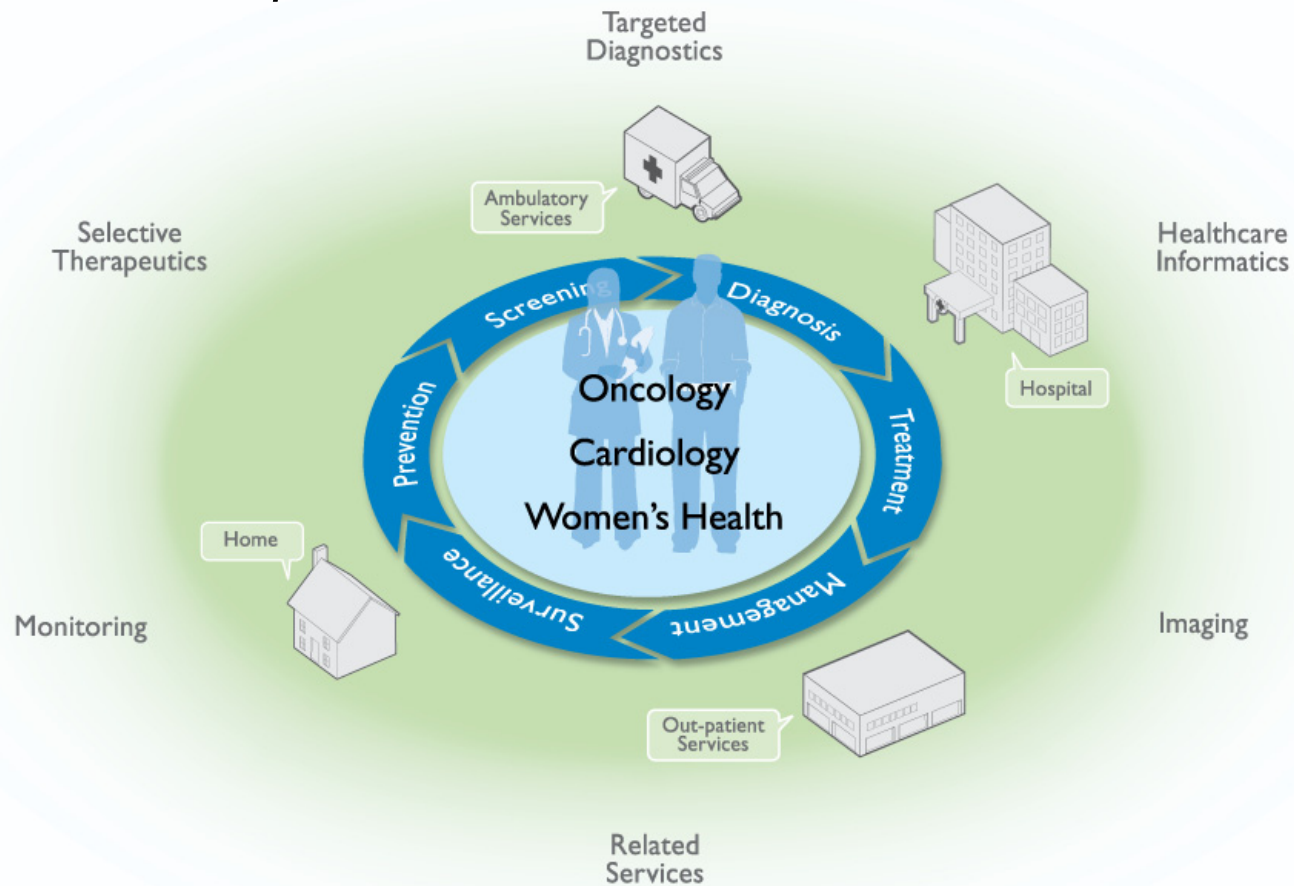 Targeted
Diagnostics
Ambulatory
Services
Selective
Therapeutics
Healthcare
Informatics
Screening
Diagnosis
Hospital
Prevention
Oncology
Treatment
Cardiology
Women's Health
Home
Surveillance
Management
Monitoring
Imaging
Out-patient
Services
Related
Services